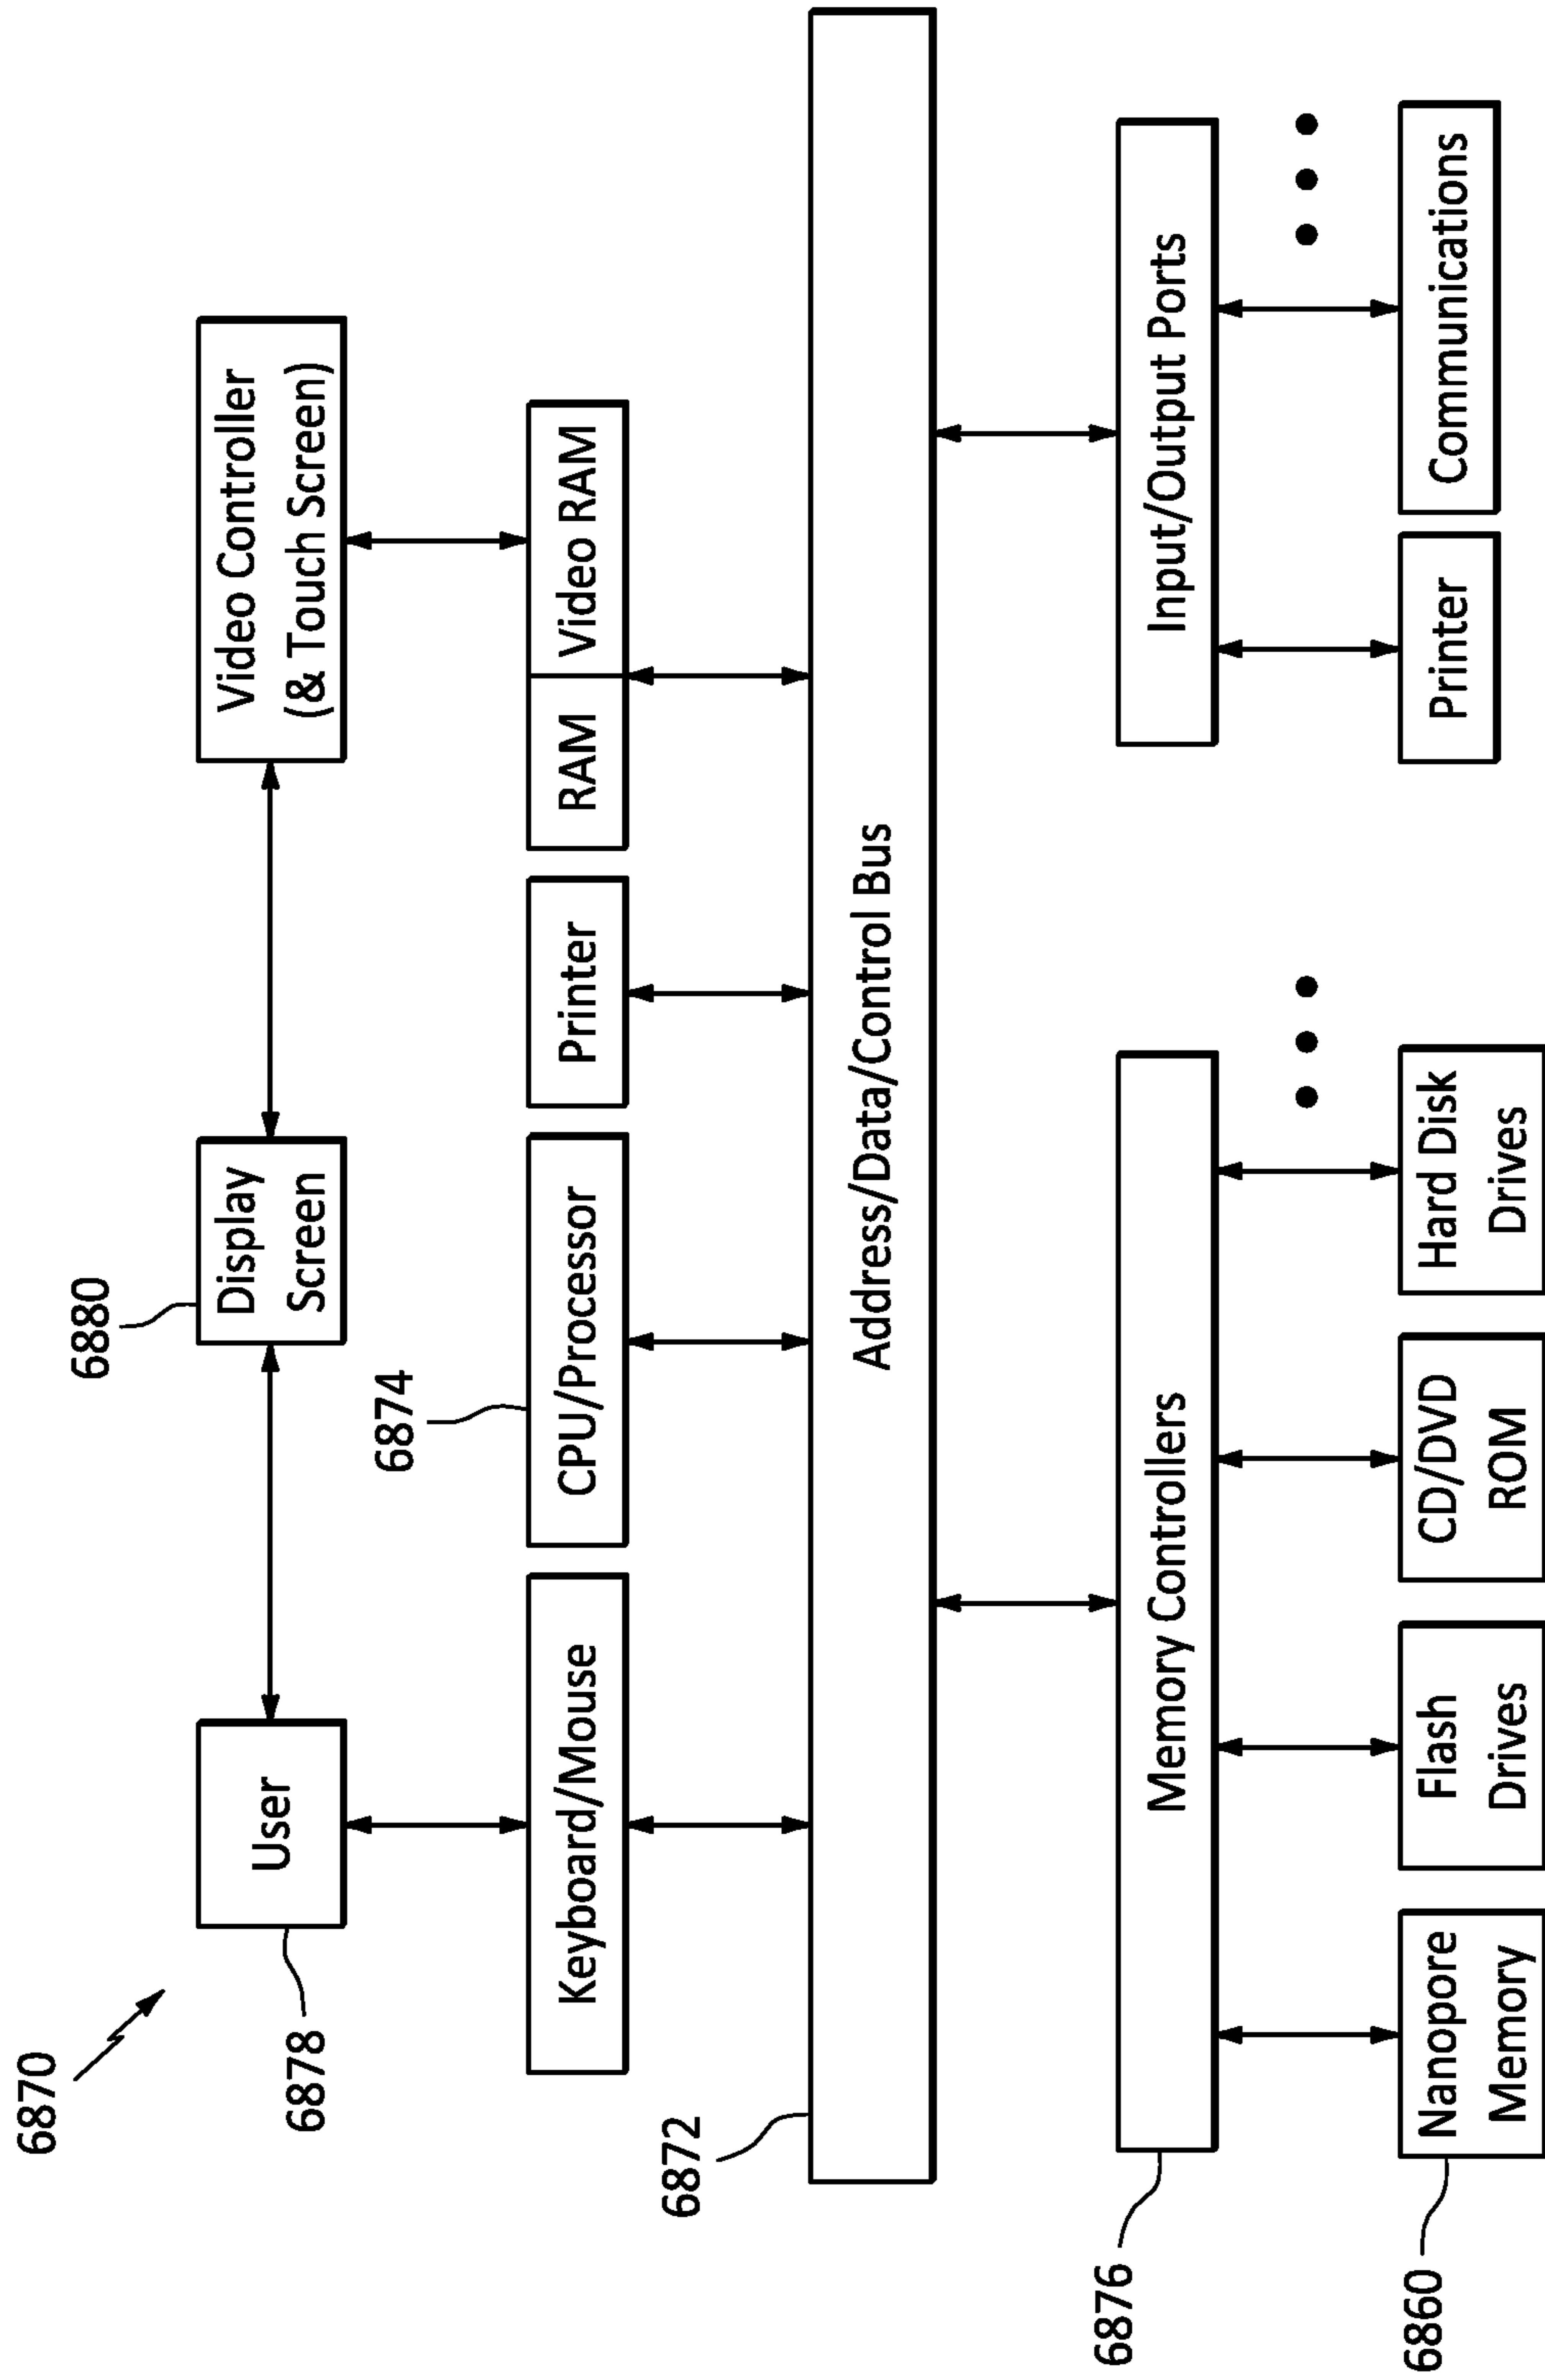 6870
6878
User
6880
Display
Screen
Video Controller
(& Touch Screen)
6874
Keyboard/Mouse
CPU/Processor
Printer
RAM
Video RAM
6872
Address/Data/Control Bus
6876
Memory Controllers
Input/Output Ports
6860
Nanopore
Memory
Flash
Drives
CD/DVD
ROM
Hard Disk
Drives
Printer
Communications